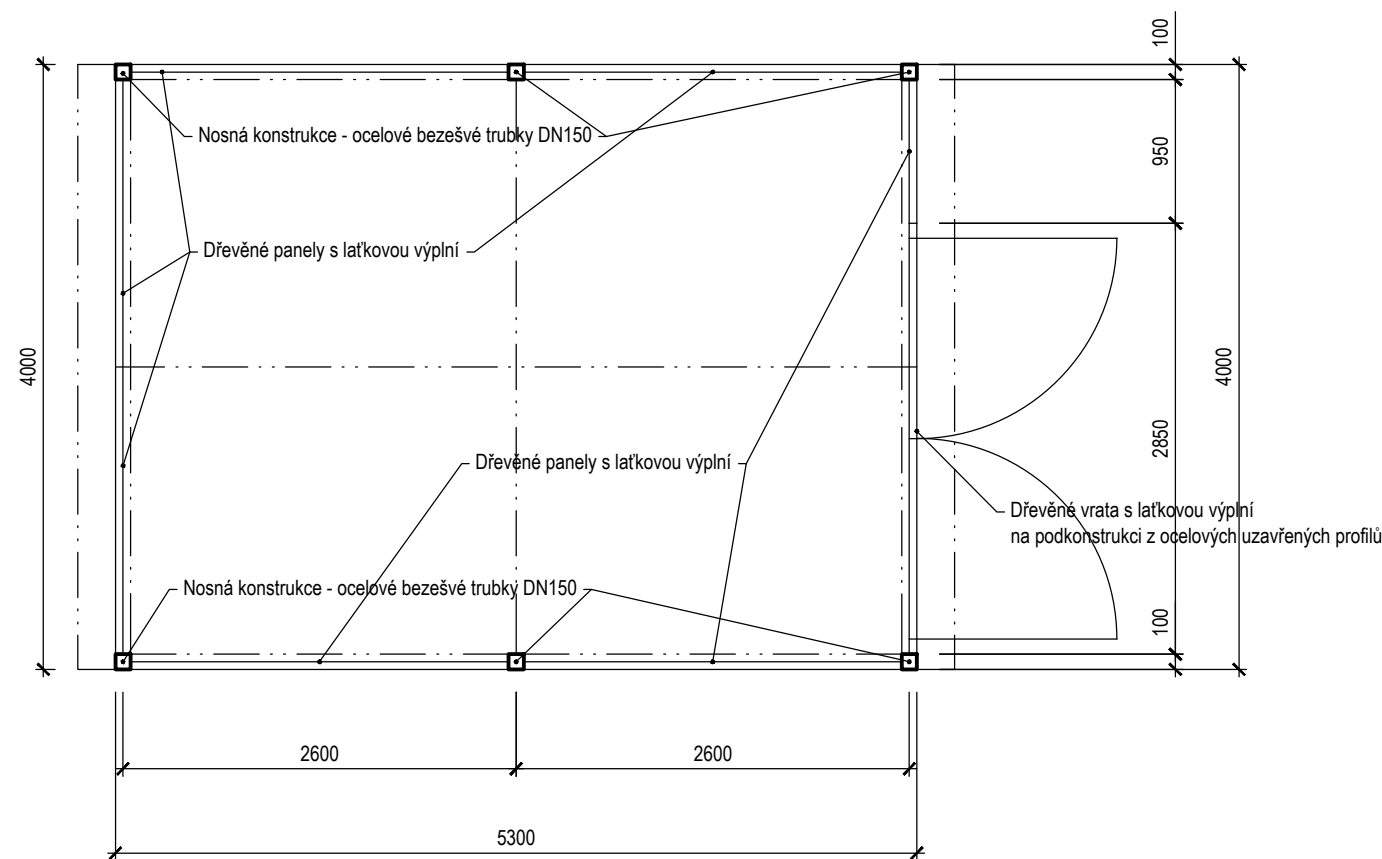 100
Nosná konstrukce - ocelové bezešvé trubky DN150
950
Dřevěné panely s laťkovou výplní
4000
4000
2850
Dřevěné panely s laťkovou výplní
Dřevěné vrata s laťkovou výplní
na podkonstrukci z ocelových uzavřených profilů
Nosná konstrukce - ocelové bezešvé trubky DN150
100
2600
2600
5300